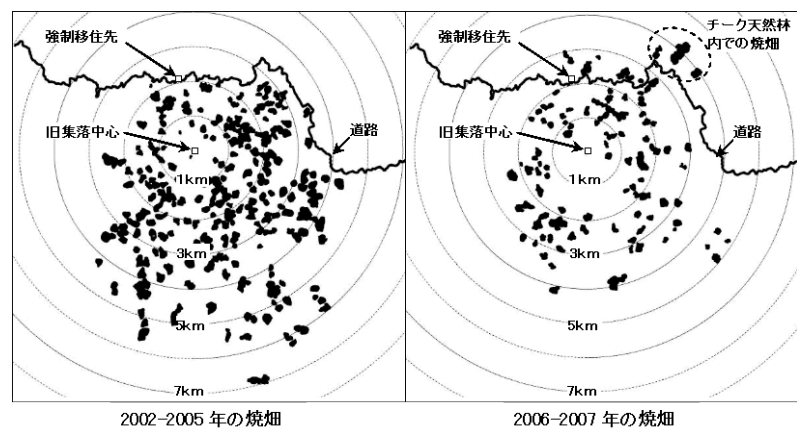 強制移住先
旧集落中心
道路
1km
3km
5km
7km
2002-2005 年の焼畑
チーク天然林
内での焼畑
強制移住先
旧集落中心
道路
1km
3km
5km
7km
2006-2007 年の焼畑